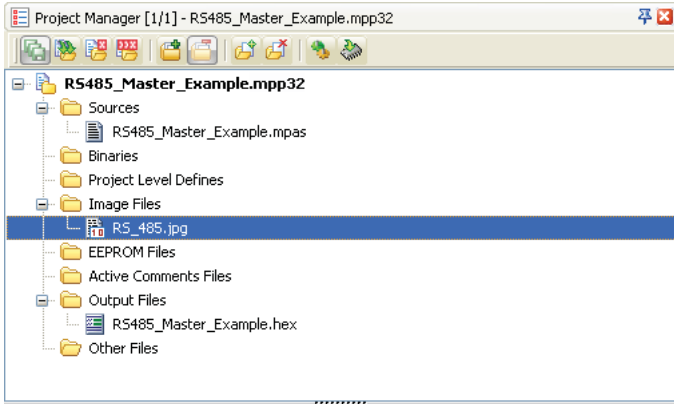 Project Manager [1/1] - RS485_Master_Example.mpp32
RS485_Master_Example.mpp32
Sources
RS485_Master_Example.mpas
Binaries
Project Level Defines
Image Files
RS_485.jpg
EEPROM Files
Active Comments Files
Output Files
RS485_Master_Example.hex
Other Files